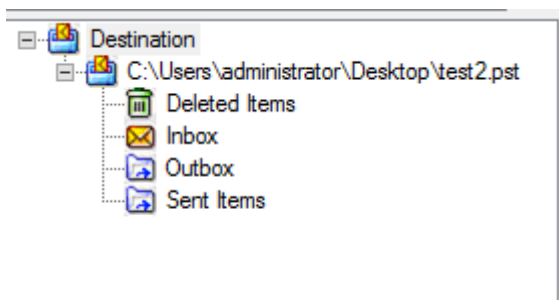 Destination
C:\Users\administrator\Desktop\test2.pst
Deleted Items
Inbox
Outbox
Sent Items